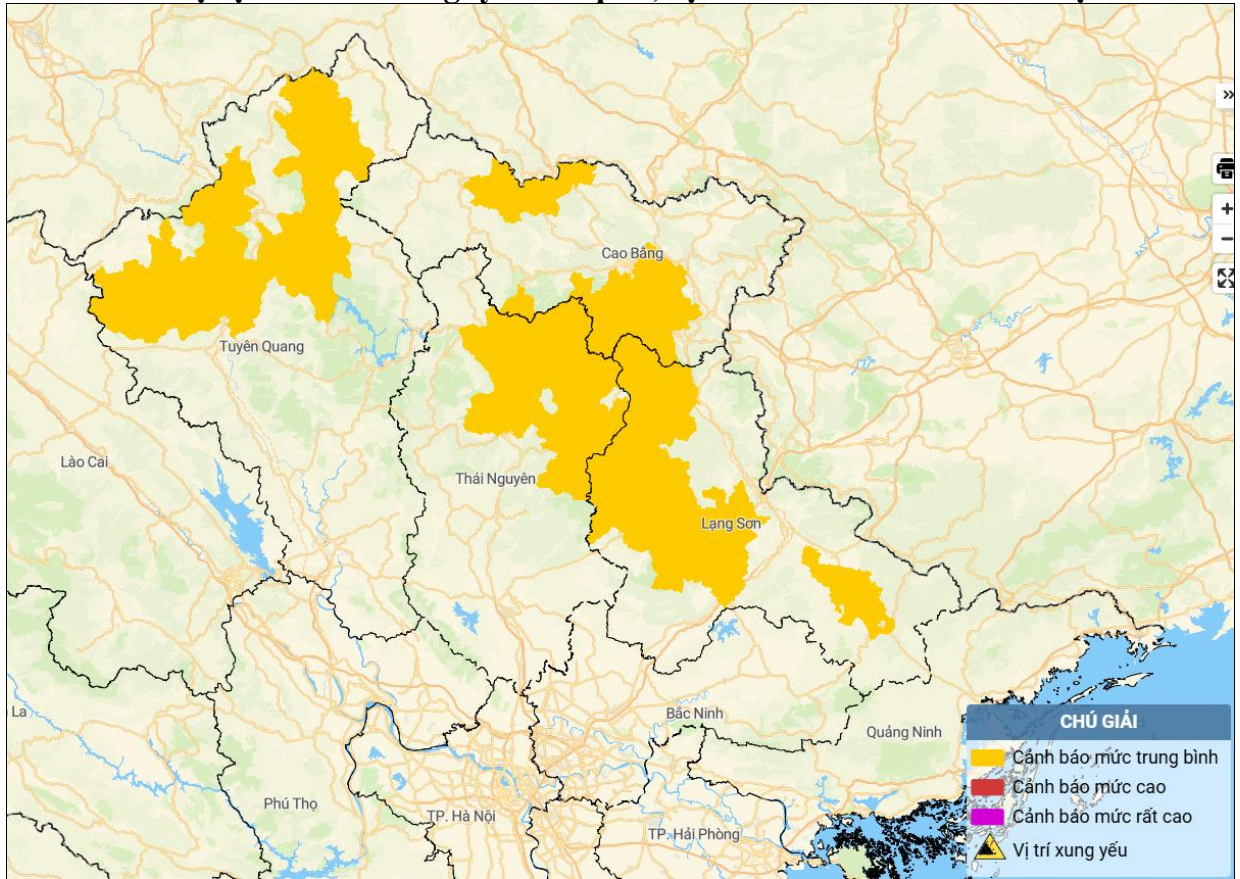 Cao Bằng
Tuyên Quang
Lào Cai
Thái Nguyên
Lạng Sơn
La
Bắc Ninh
Quảng Ninh
Phú Thọ
TP. Hà Nội
TP. Hải Phòng
CHÚ GIẢI
Cảnh báo mức trung bình
Cảnh báo mức cao
Cảnh báo mức rất cao
Vị trí xung yếu
»
+
−